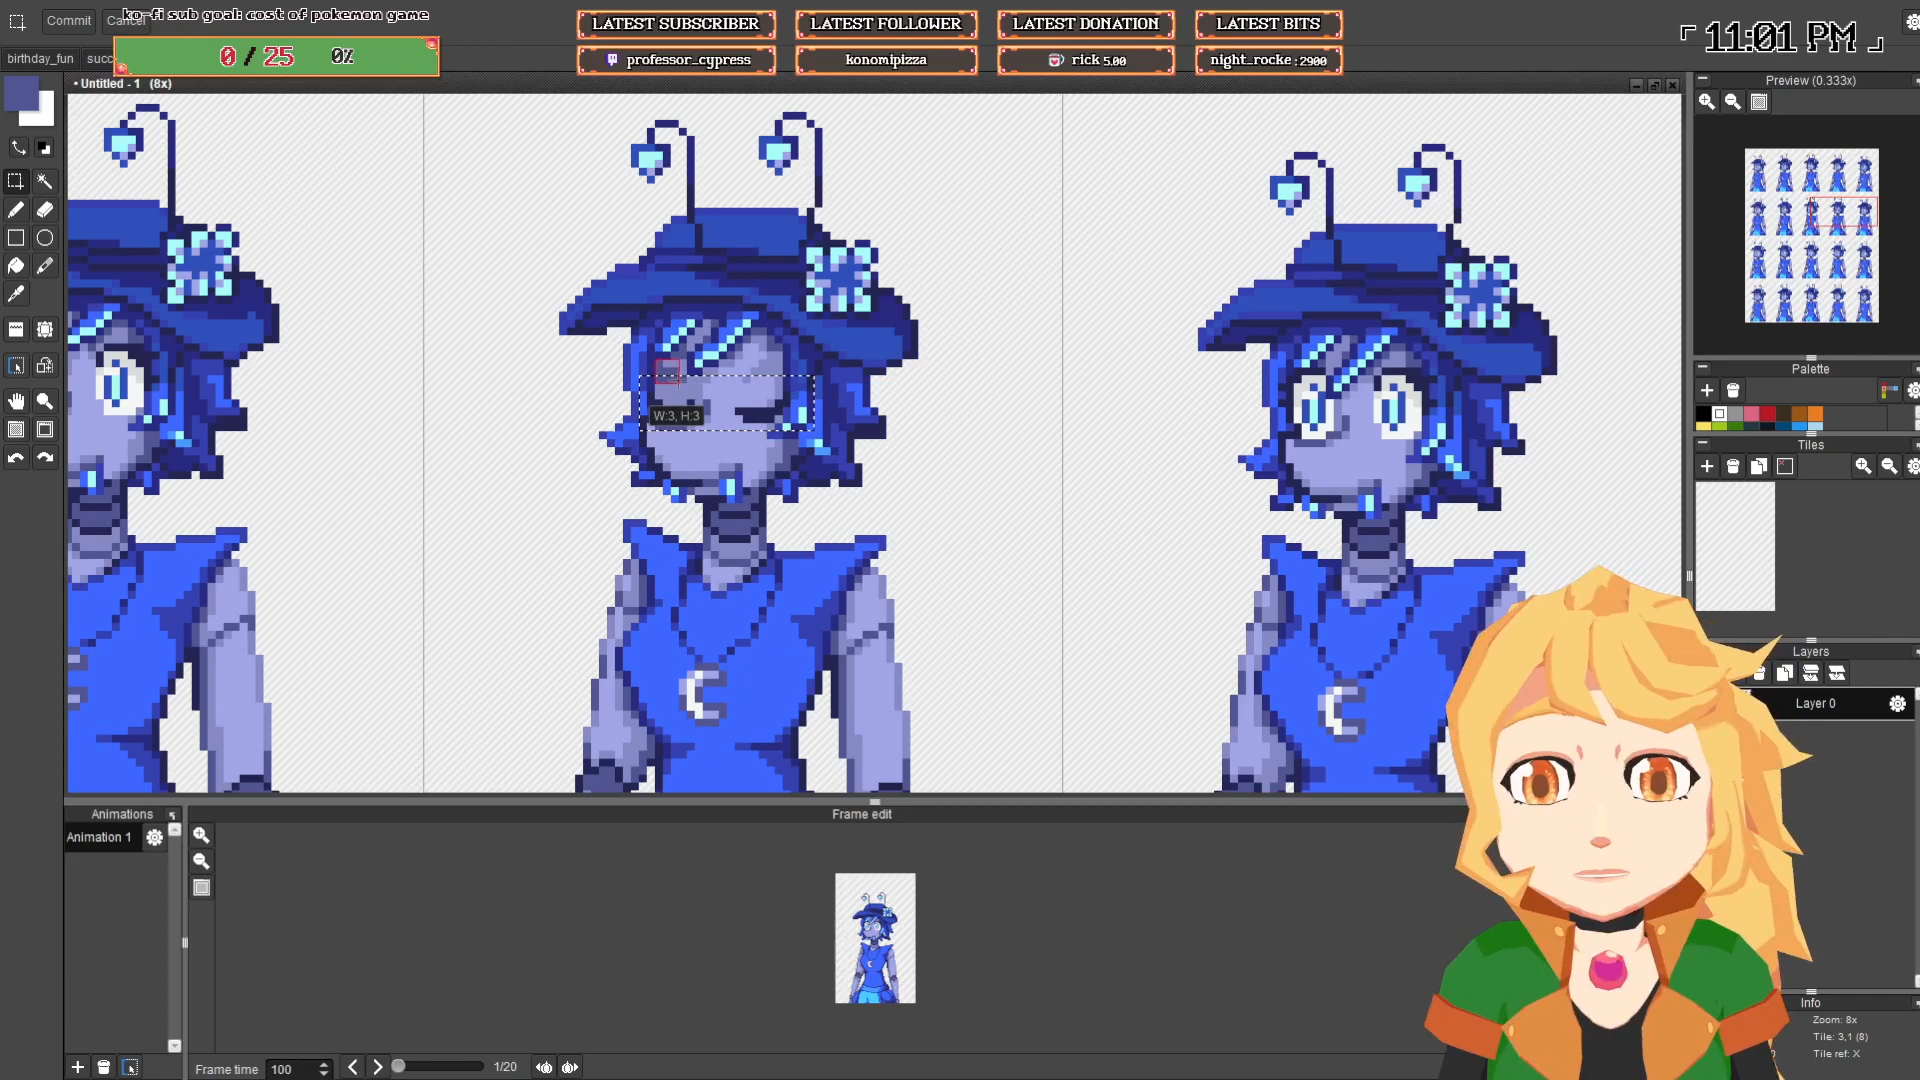 Commit
Cancel
ko-fi sub goal: cost of pokemon game
0 / 25 0%
LATEST SUBSCRIBER
professor_cypress
LATEST FOLLOWER
konomipizza
LATEST DONATION
rick 5.00
LATEST BITS
night_rocke :2900
11:01 PM
birthday_fun
succ
• Untitled - 1 (8x)
Preview (0.333x)
Palette
Tiles
Layers
Layer 0
W:3, H:3
Animations
Animation 1
Frame edit
Frame time 100
1/20
Info
Zoom: 8x
Tile: 3,1 (8)
Tile ref: X